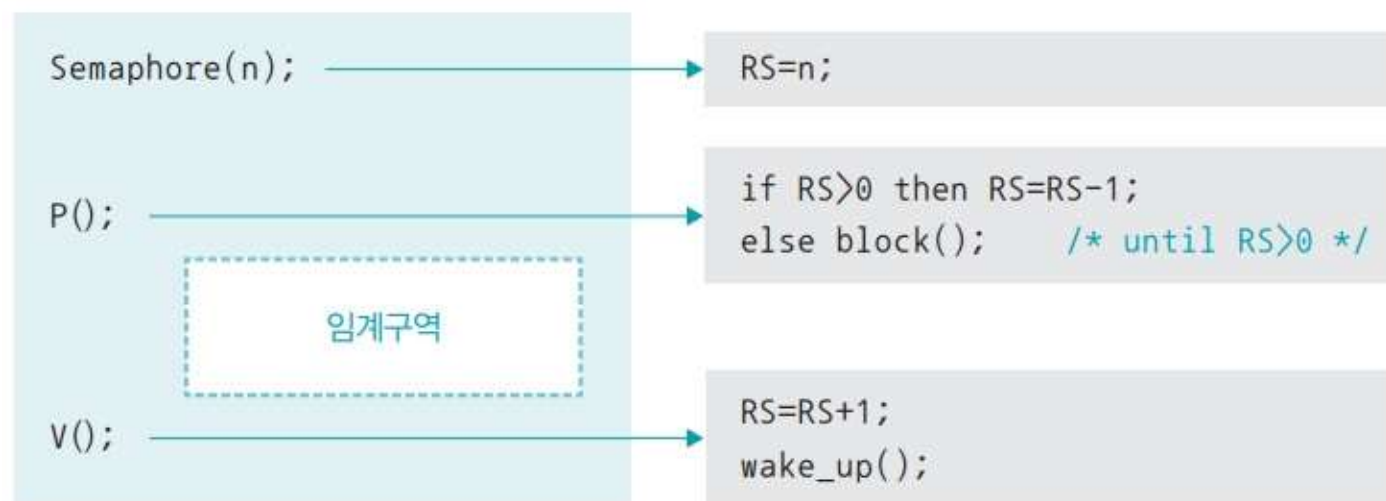 Semaphore(n);
RS=n;
P();
if RS>0 then RS=RS-1;
else block(); /* until RS>0 */
임계구역
V();
RS=RS+1;
wake_up();